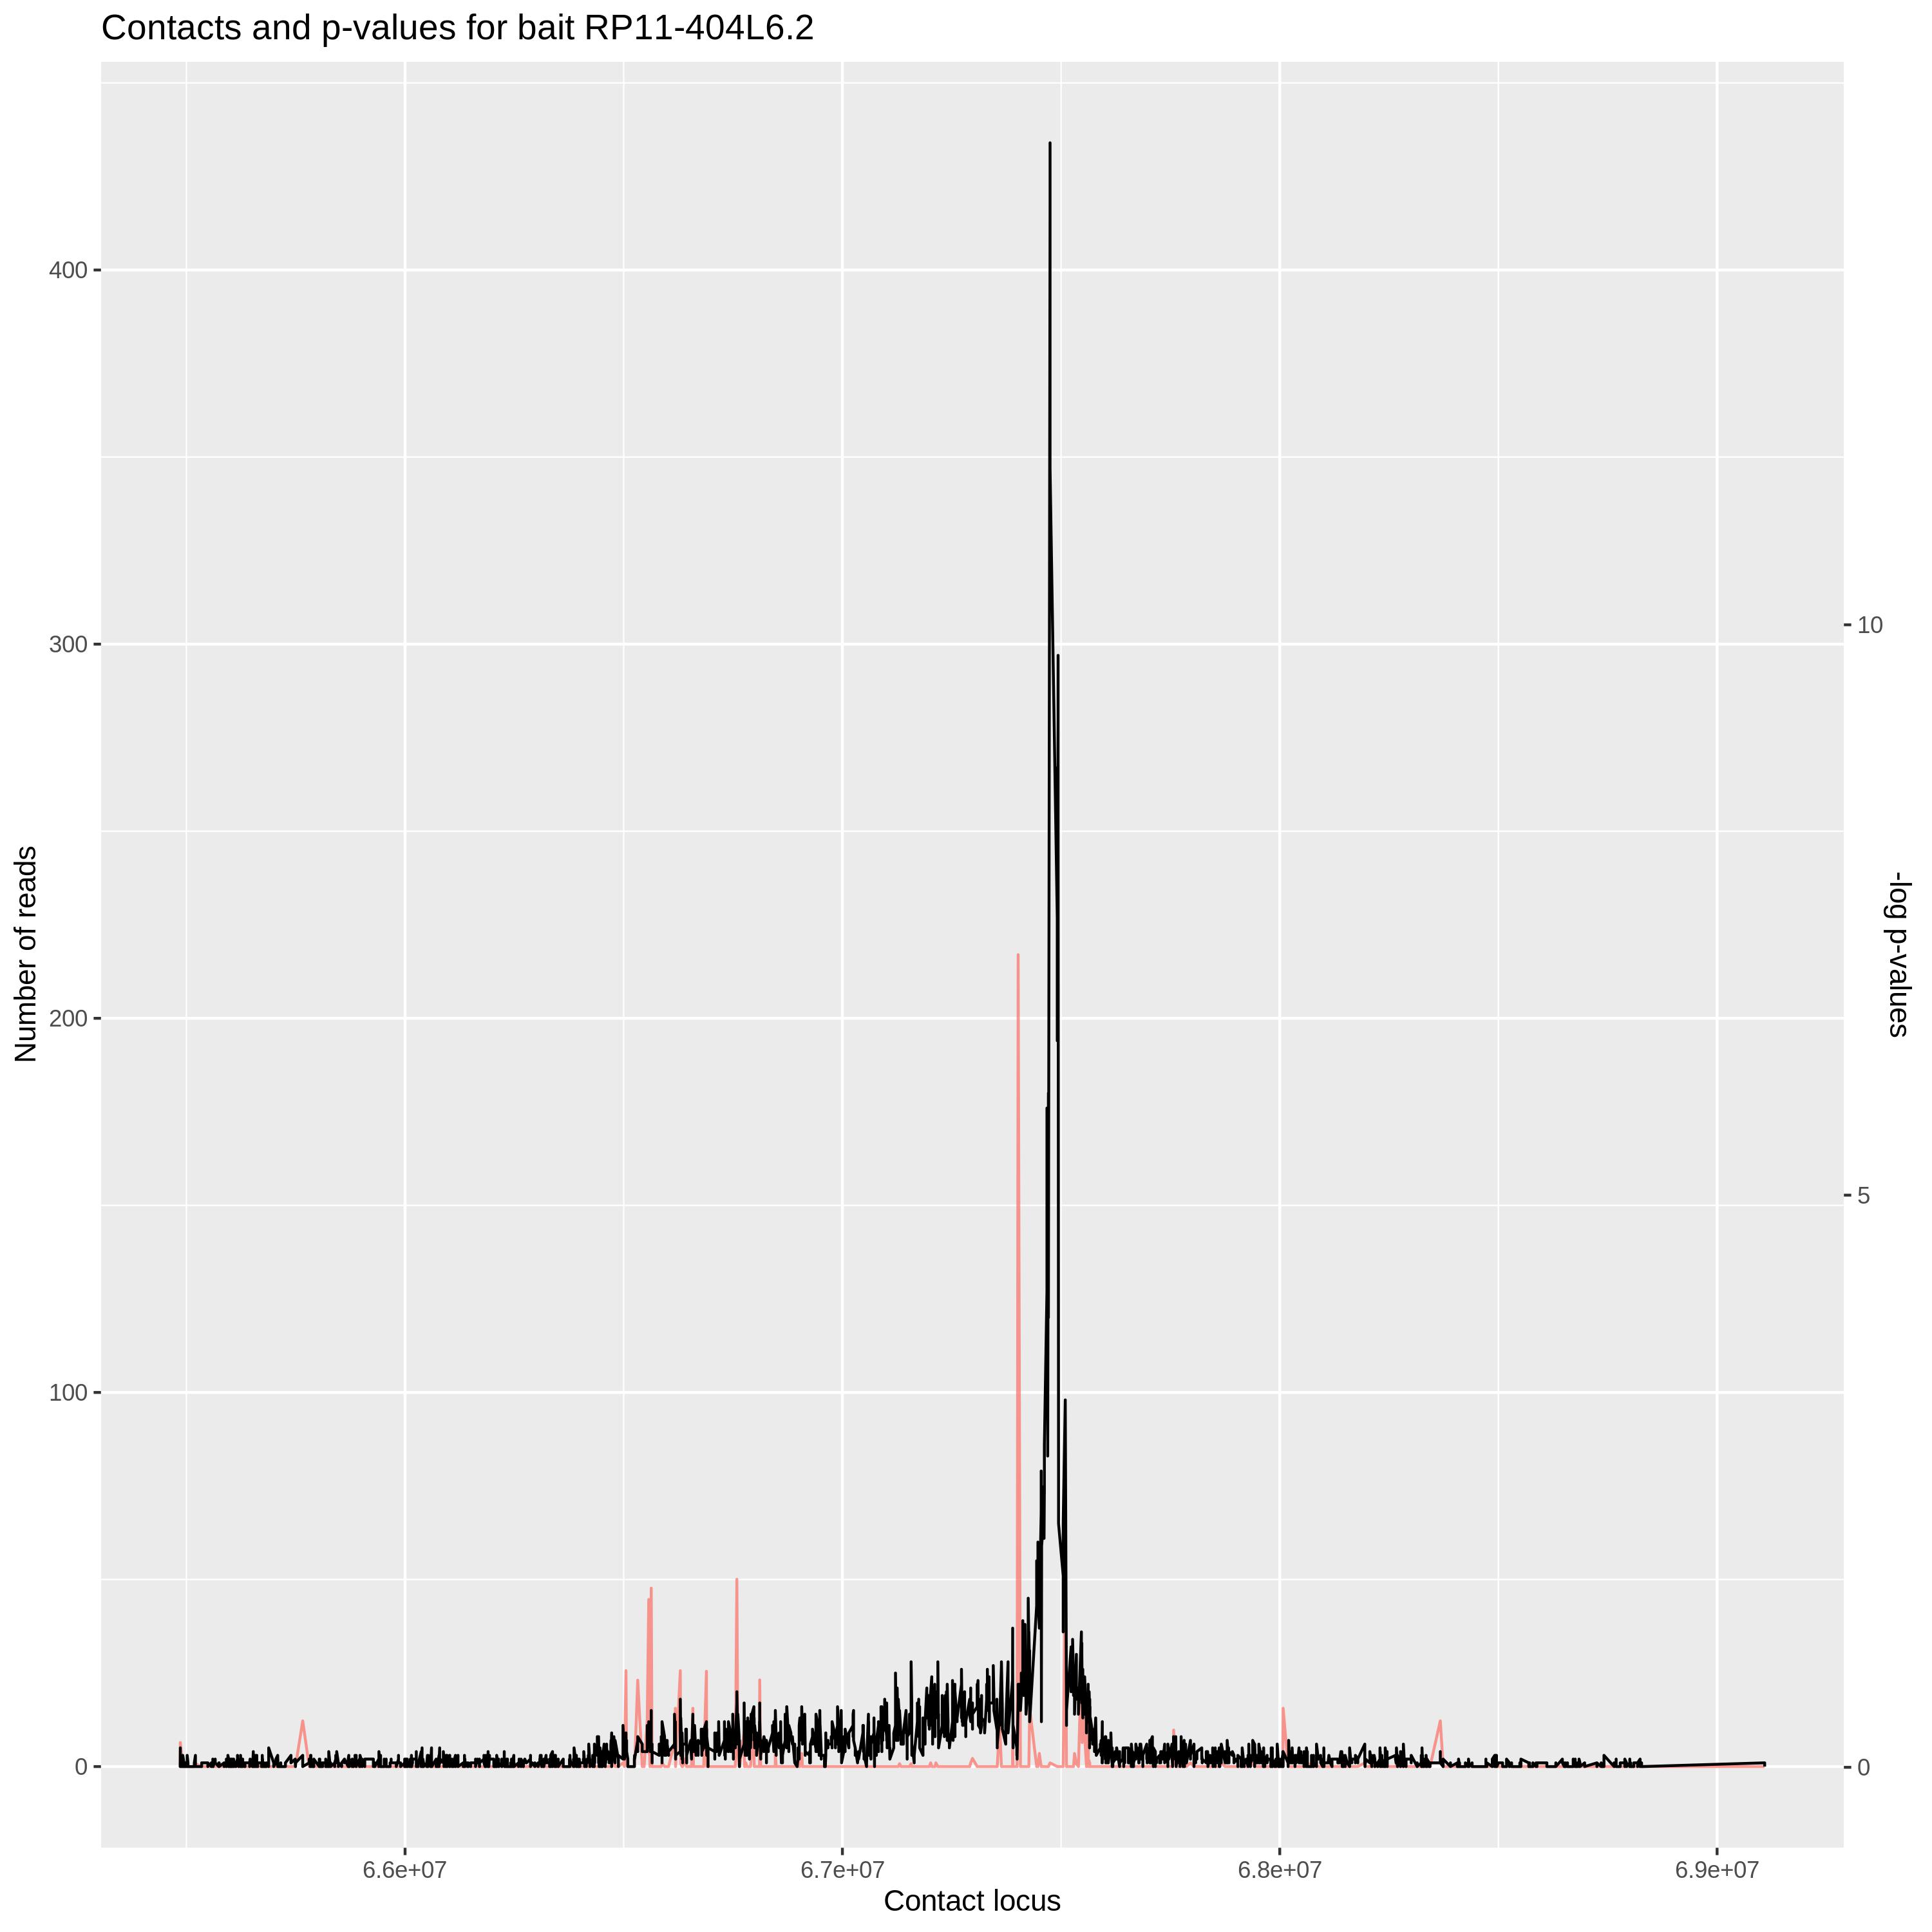 Contacts and p-values for bait RP11-404L6.2
400
300
200
100
0
Number of reads
10
5
0
-log p-values
6.6e+07
6.7e+07
6.8e+07
6.9e+07
Contact locus